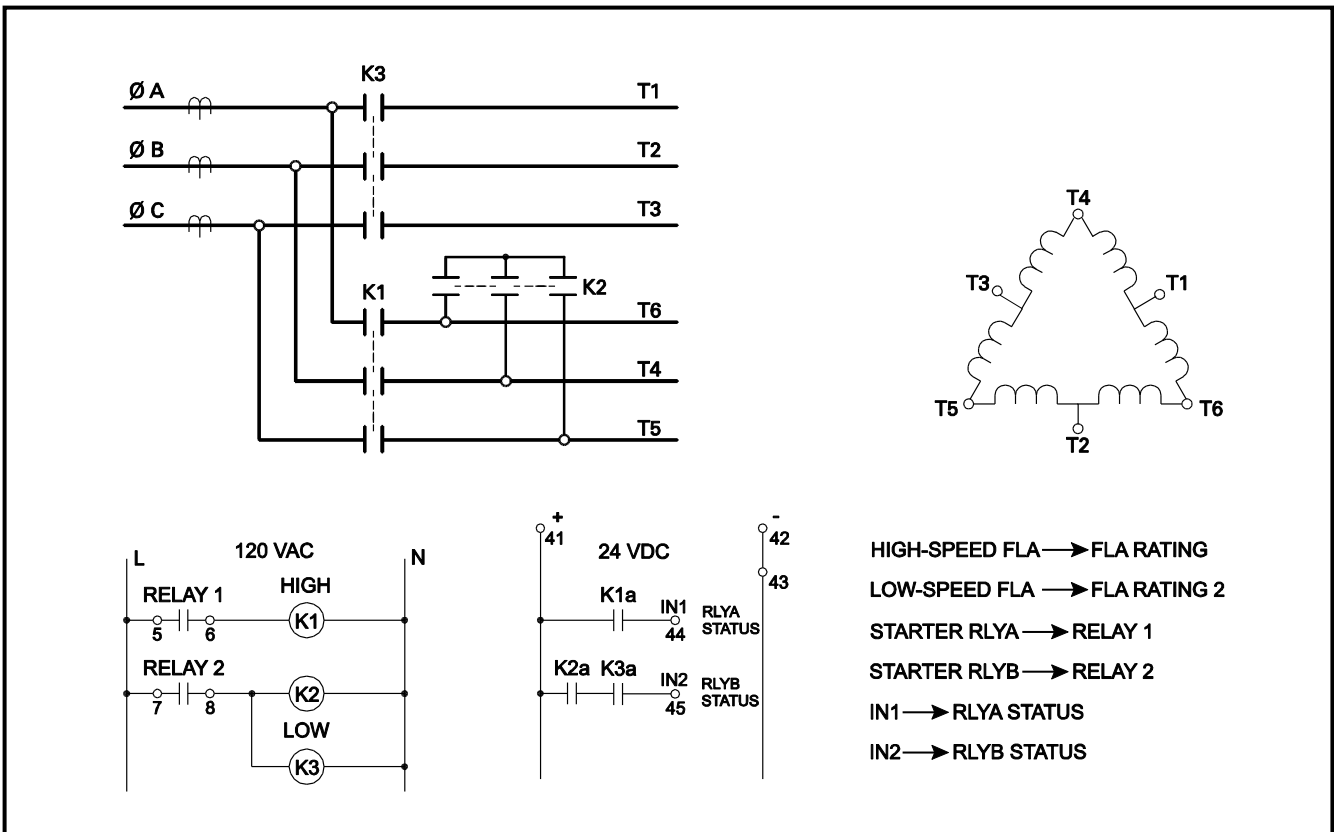 K3
Ø A
T1
Ø B
T2
Ø C
T3
K1
K2
T6
T4
T5
T4
T3
T1
T5
T6
T2
L
120 VAC
N
HIGH
RELAY 1
5
6
K1
RELAY 2
7
8
K2
LOW
K3
+
41
24 VDC
-
42
43
K1a
IN1
44
RLYA
STATUS
K2a K3a
IN2
45
RLYB
STATUS
HIGH-SPEED FLA → FLA RATING
LOW-SPEED FLA → FLA RATING 2
STARTER RLYA → RELAY 1
STARTER RLYB → RELAY 2
IN1 → RLYA STATUS
IN2 → RLYB STATUS